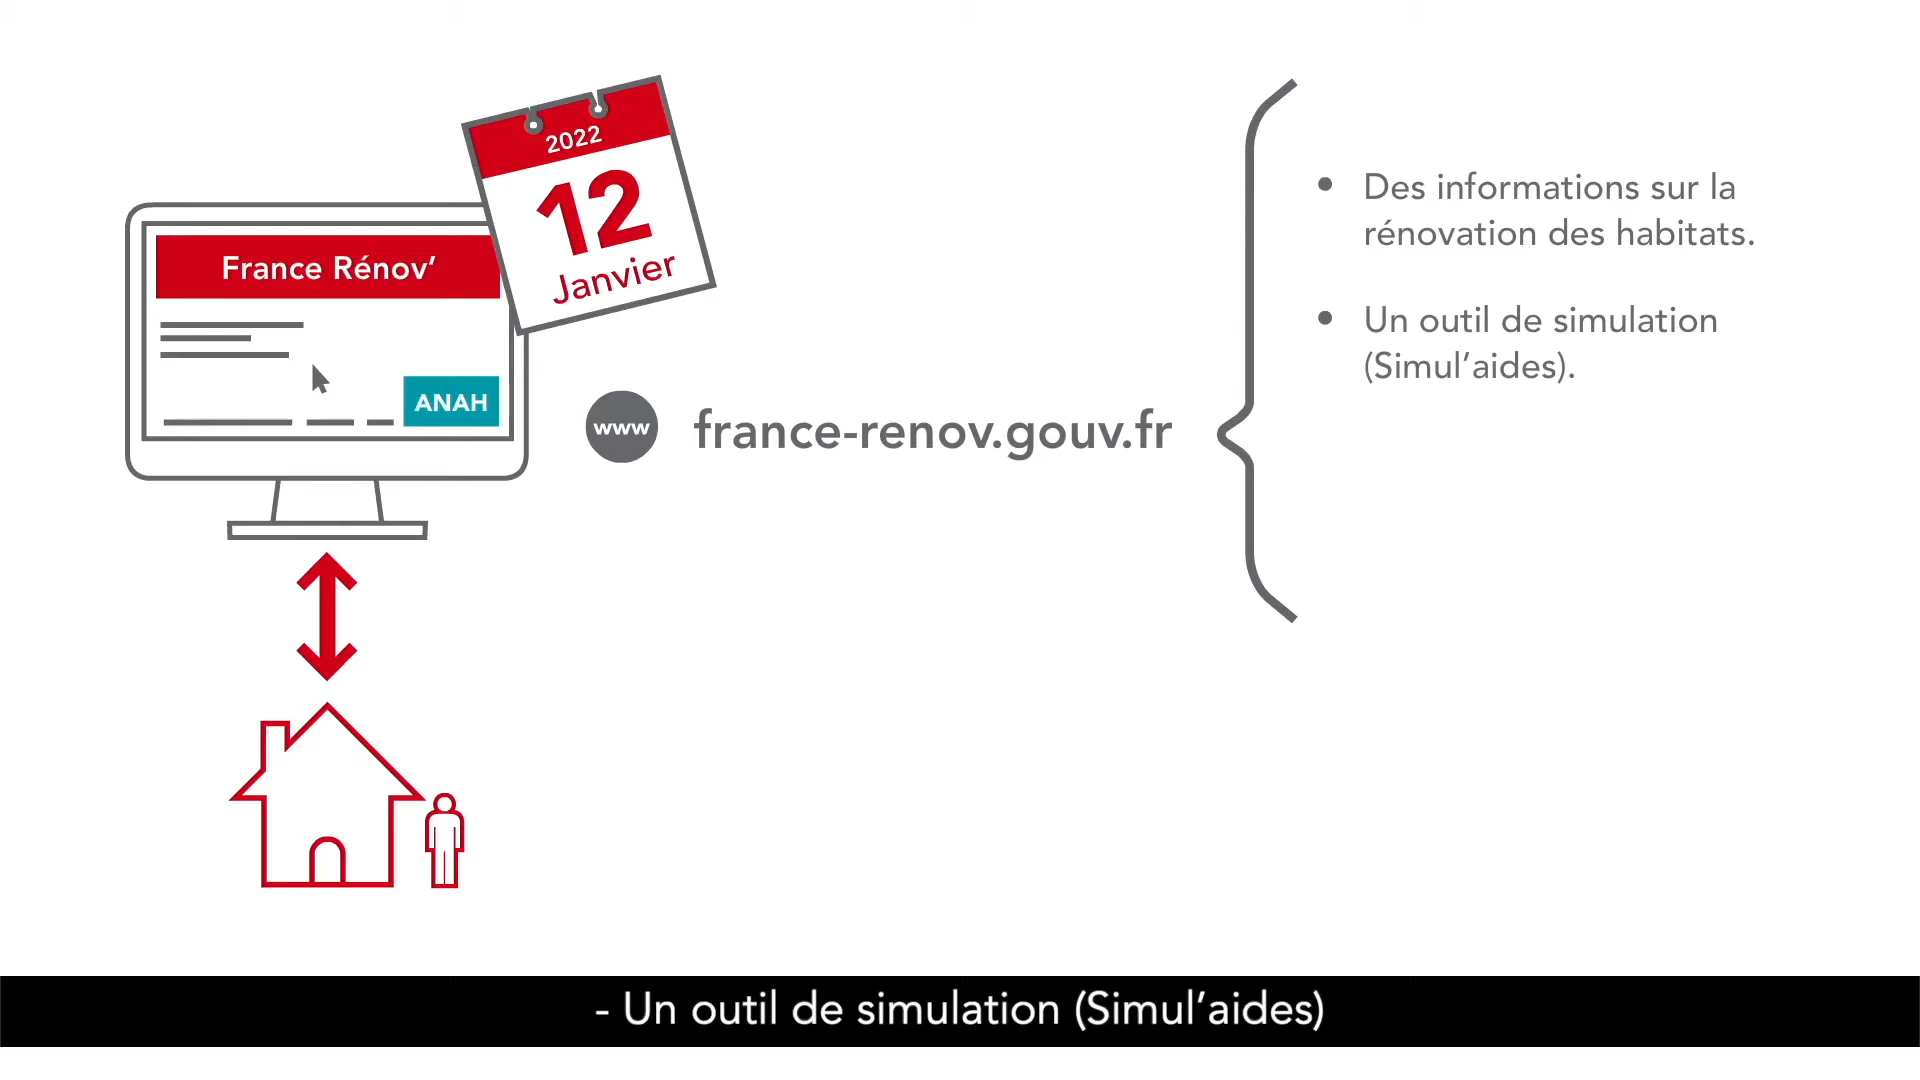 2022
12
Janvier
France Rénov’
ANAH
www
france-renov.gouv.fr
• Des informations sur la
rénovation des habitats.
• Un outil de simulation
(Simul’aides).
- Un outil de simulation (Simul’aides)